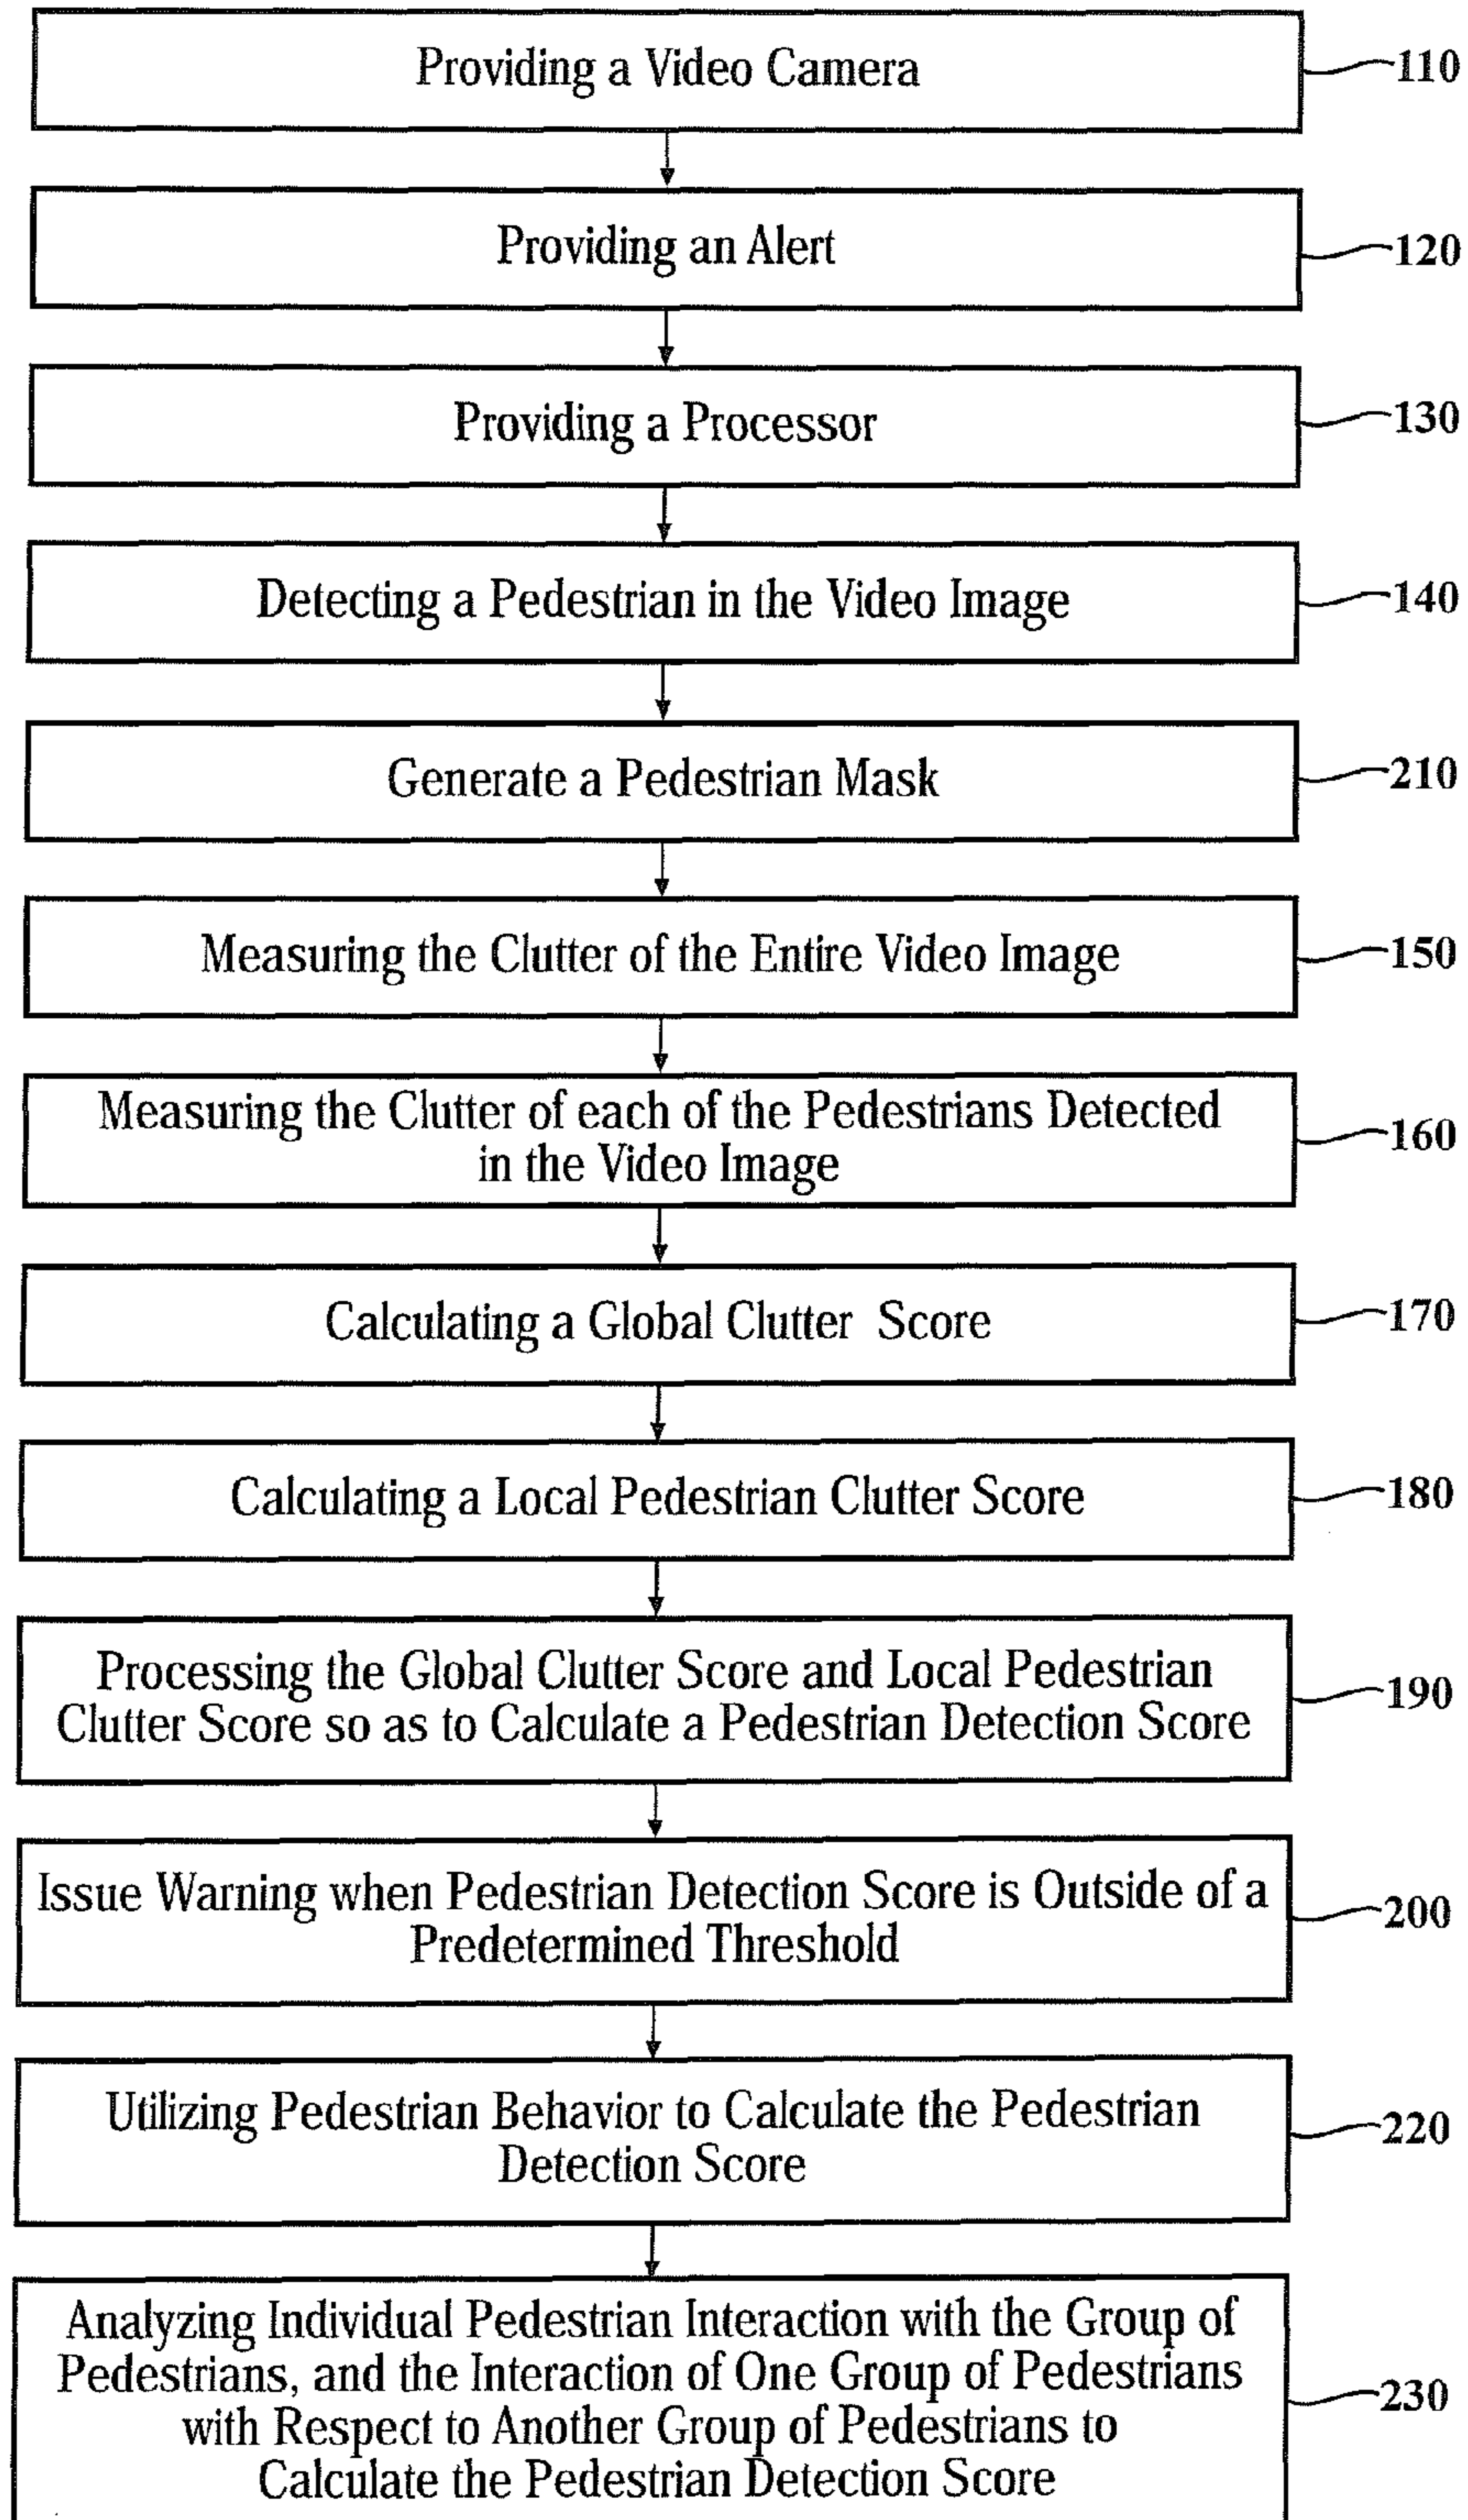 Providing a Video Camera
110
Providing an Alert
120
Providing a Processor
130
Detecting a Pedestrian in the Video Image
140
Generate a Pedestrian Mask
210
Measuring the Clutter of the Entire Video Image
150
Measuring the Clutter of each of the Pedestrians Detected
in the Video Image
160
Calculating a Global Clutter Score
170
Calculating a Local Pedestrian Clutter Score
180
Processing the Global Clutter Score and Local Pedestrian
Clutter Score so as to Calculate a Pedestrian Detection Score
190
Issue Warning when Pedestrian Detection Score is Outside of a
Predetermined Threshold
200
Utilizing Pedestrian Behavior to Calculate the Pedestrian
Detection Score
220
Analyzing Individual Pedestrian Interaction with the Group of
Pedestrians, and the Interaction of One Group of Pedestrians
with Respect to Another Group of Pedestrians to
Calculate the Pedestrian Detection Score
230